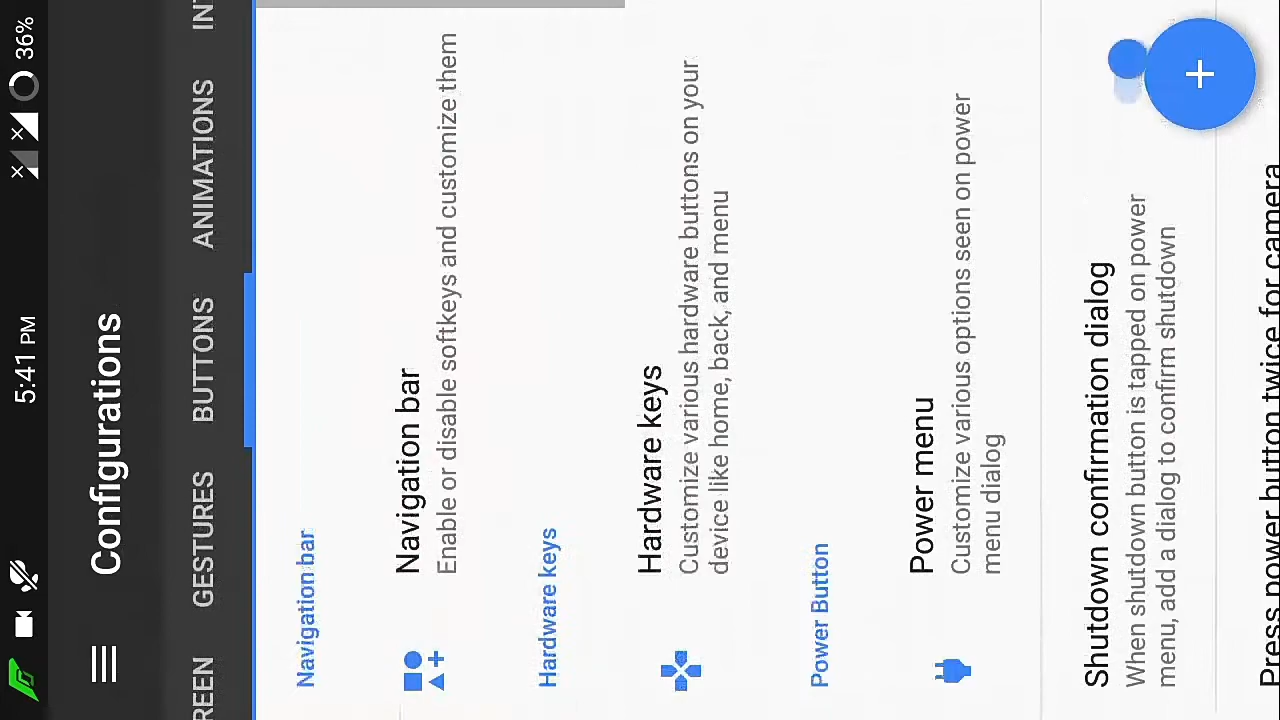 5:41 PM
36%
Configurations
REEN GESTURES BUTTONS ANIMATIONS IN
Navigation bar
Navigation bar
Enable or disable softkeys and customize them
Hardware keys
Hardware keys
Customize various hardware buttons on your
device like home, back, and menu
Power Button
Power menu
Customize various options seen on power
menu dialog
Shutdown confirmation dialog
When shutdown button is tapped on power
menu, add a dialog to confirm shutdown
Press power button twice for camera